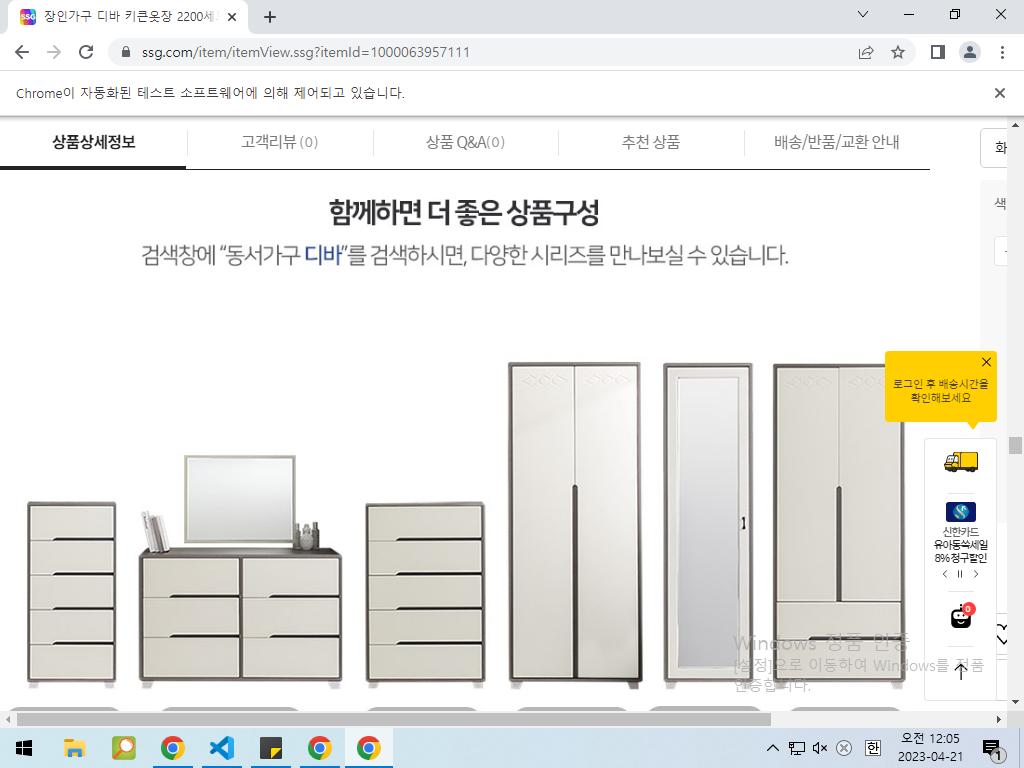 장인가구 디바 키큰옷장 2200세트
ssg.com/item/itemView.ssg?itemId=1000063957111
Chrome이 자동화된 테스트 소프트웨어에 의해 제어되고 있습니다.
상품상세정보
고객리뷰 (0)
상품 Q&A(0)
추천 상품
배송/반품/교환 안내
화
색
함께하면 더 좋은 상품구성
검색창에 “동서가구 디바”를 검색하시면, 다양한 시리즈를 만나보실 수 있습니다.
로그인 후 배송시간을
확인해보세요
신한카드
유아동쓱세일
8% 청구할인
0
Windows 정품 인증
[설정]으로 이동하여 Windows를 정품
인증합니다.
한
오전 12:05
2023-04-21
1